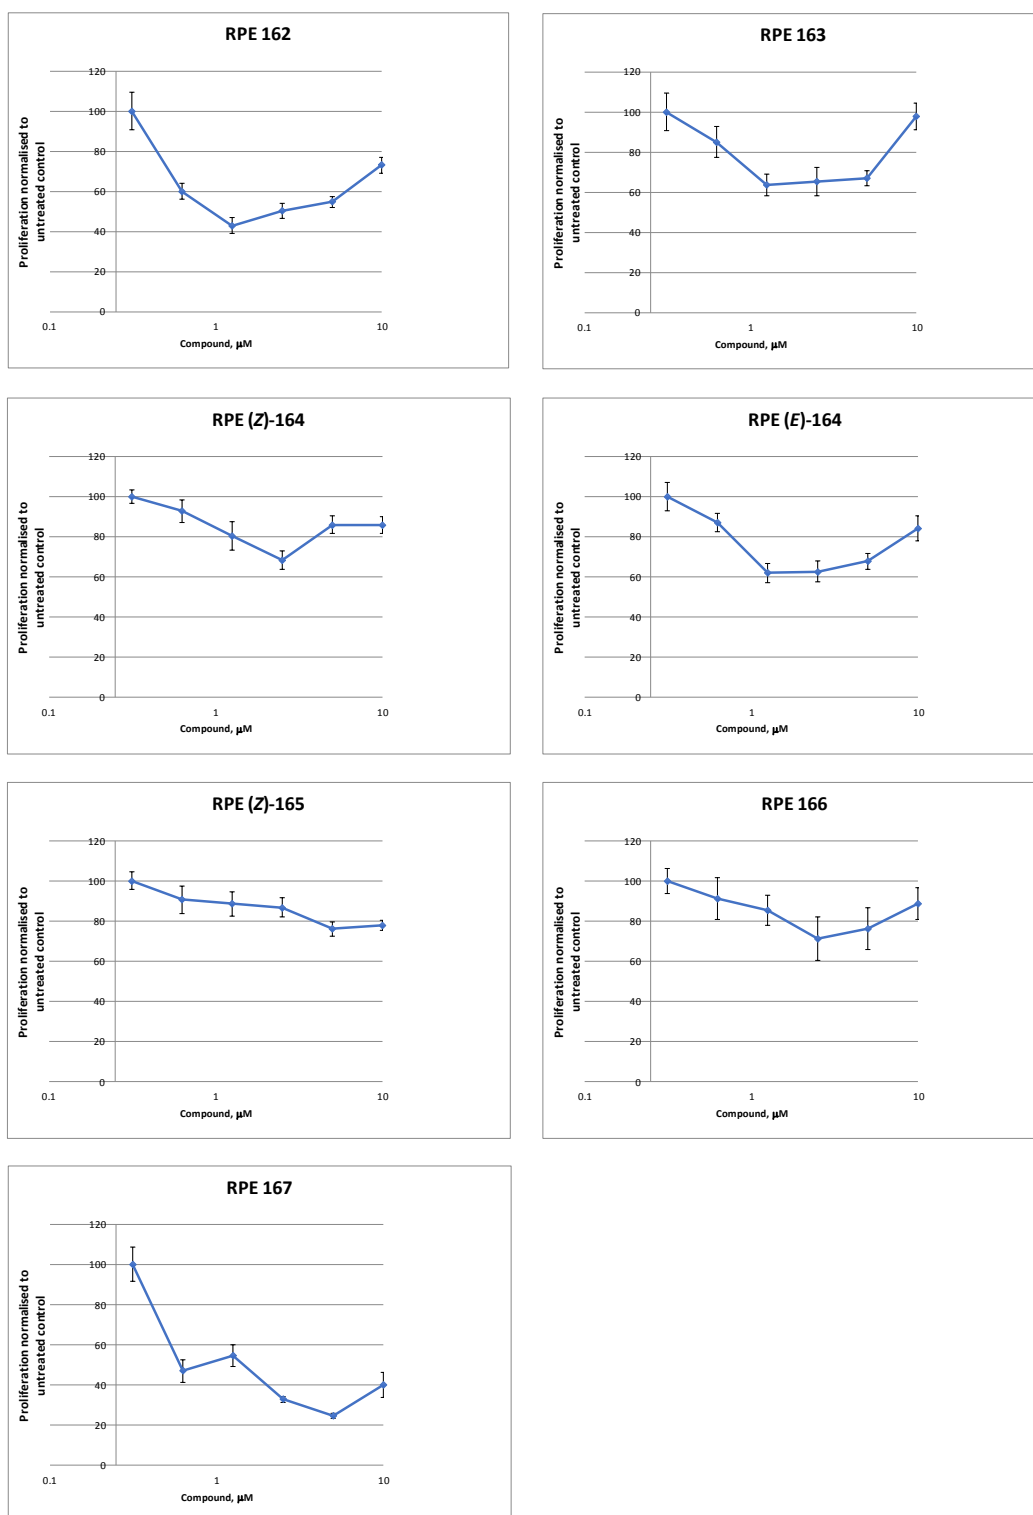 RPE 162
120
100
80
60
40
20
0
0.1 1 10
Proliferation normalised to
untreated control
Compound, µM
RPE 163
120
100
80
60
40
20
0
0.1 1 10
Proliferation normalised to
untreated control
Compound, µM
RPE (Z)-164
120
100
80
60
40
20
0
0.1 1 10
Proliferation normalised to
untreated control
Compound, µM
RPE (E)-164
120
100
80
60
40
20
0
0.1 1 10
Proliferation normalised to
untreated control
Compound, µM
RPE (Z)-165
120
100
80
60
40
20
0
0.1 1 10
Proliferation normalised to
untreated control
Compound, µM
RPE 166
120
100
80
60
40
20
0
0.1 1 10
Proliferation normalised to
untreated control
Compound, µM
RPE 167
120
100
80
60
40
20
0
0.1 1 10
Proliferation normalised to
untreated control
Compound, µM